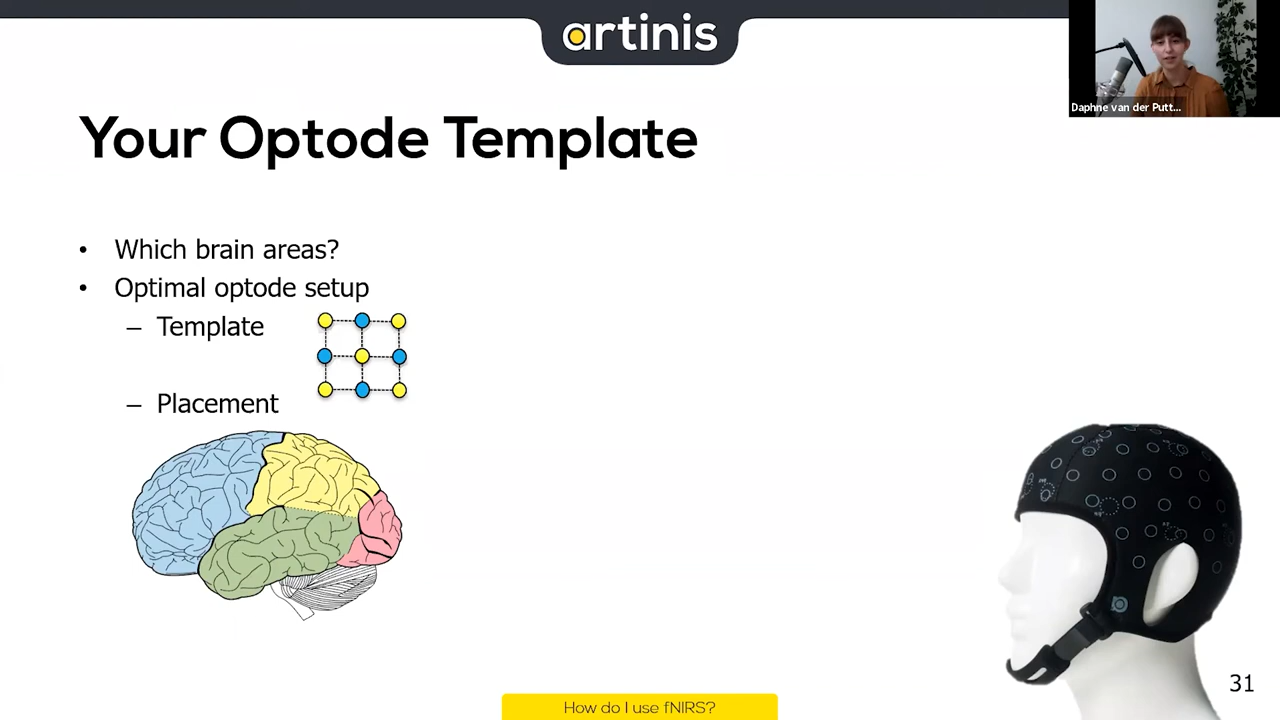 artinis
Daphne van der Putt...
Your Optode Template
• Which brain areas?
• Optimal optode setup
– Template
– Placement
31
How do I use fNIRS?